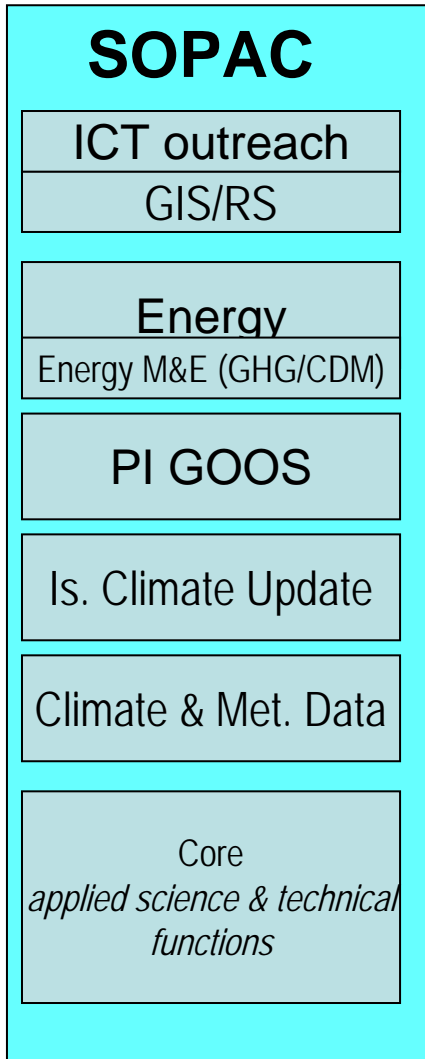 SOPAC
ICT outreach
GIS/RS
Energy
Energy M&E (GHG/CDM)
PI GOOS
Is. Climate Update
Climate & Met. Data
Core
applied science & technical
functions